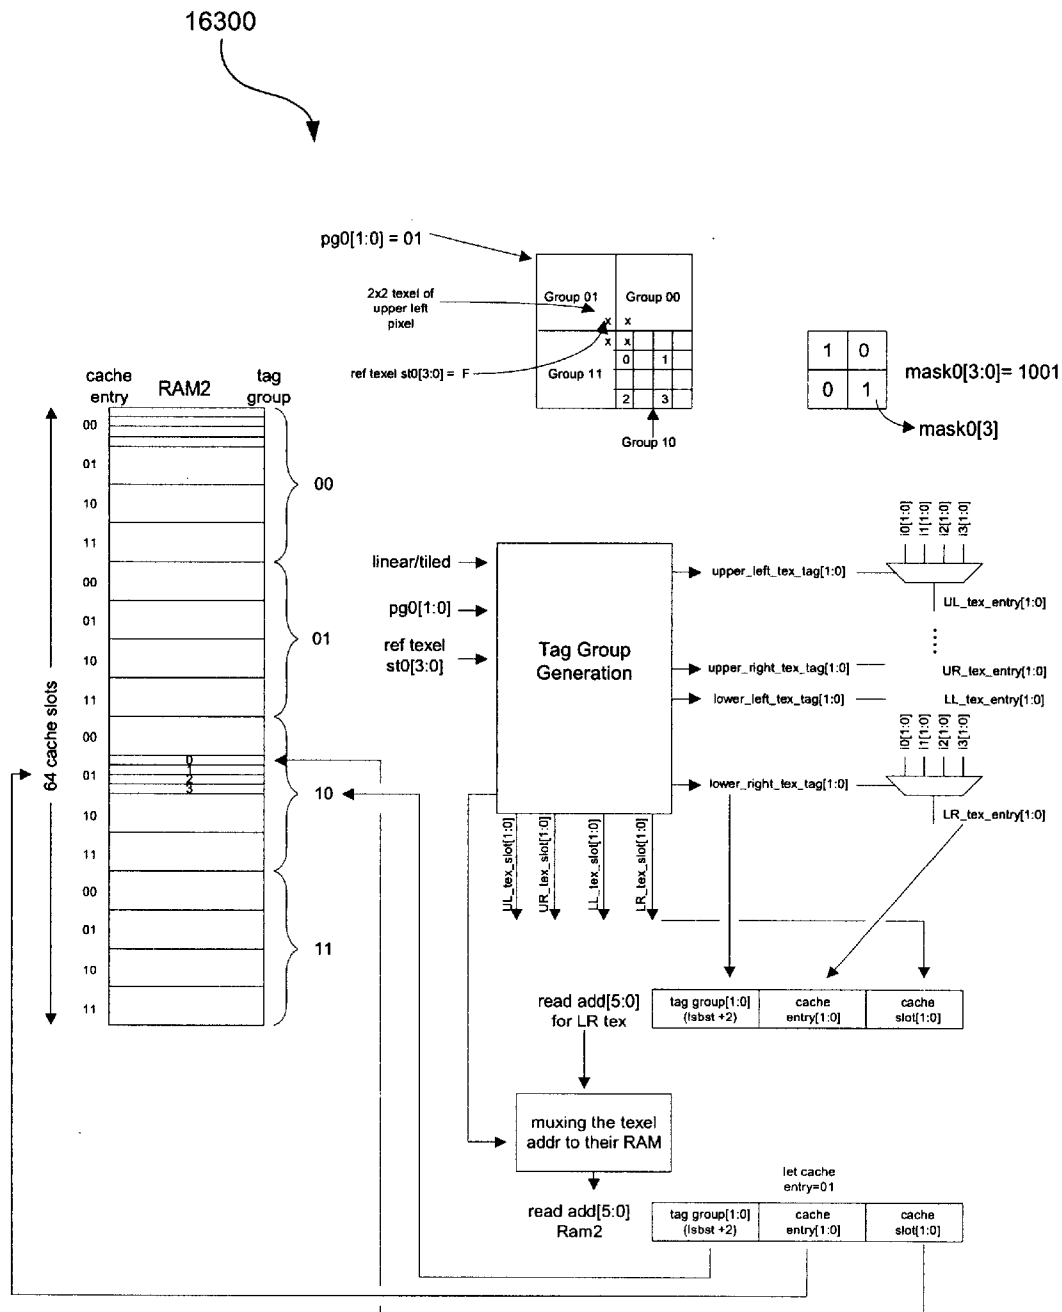 16300
pg0[1:0] = 01
Group 01
Group 00
2x2 texel of
upper left
pixel
x
x
x
x
ref texel st0[3:0] = F
0
1
Group 11
2
3
Group 10
1
0
0
1
mask0[3:0]= 1001
mask0[3]
cache
entry
RAM2
tag
group
64 cache slots
00
01
10
11
00
00
01
10
11
01
00
01
10
11
0
1
2
3
10
00
01
10
11
11
linear/tiled
pg0[1:0]
ref texel
st0[3:0]
Tag Group
Generation
upper_left_tex_tag[1:0]
upper_right_tex_tag[1:0]
lower_left_tex_tag[1:0]
lower_right_tex_tag[1:0]
i0[1:0]
i1[1:0]
i2[1:0]
i3[1:0]
UL_tex_entry[1:0]
UR_tex_entry[1:0]
LL_tex_entry[1:0]
i0[1:0]
i1[1:0]
i2[1:0]
i3[1:0]
LR_tex_entry[1:0]
UL_tex_slot[1:0]
UR_tex_slot[1:0]
LL_tex_slot[1:0]
LR_tex_slot[1:0]
read add[5:0]
for LR tex
tag group[1:0]
(lsbst +2)
cache
entry[1:0]
cache
slot[1:0]
muxing the texel
addr to their RAM
let cache
entry=01
read add[5:0]
Ram2
tag group[1:0]
(lsbst +2)
cache
entry[1:0]
cache
slot[1:0]